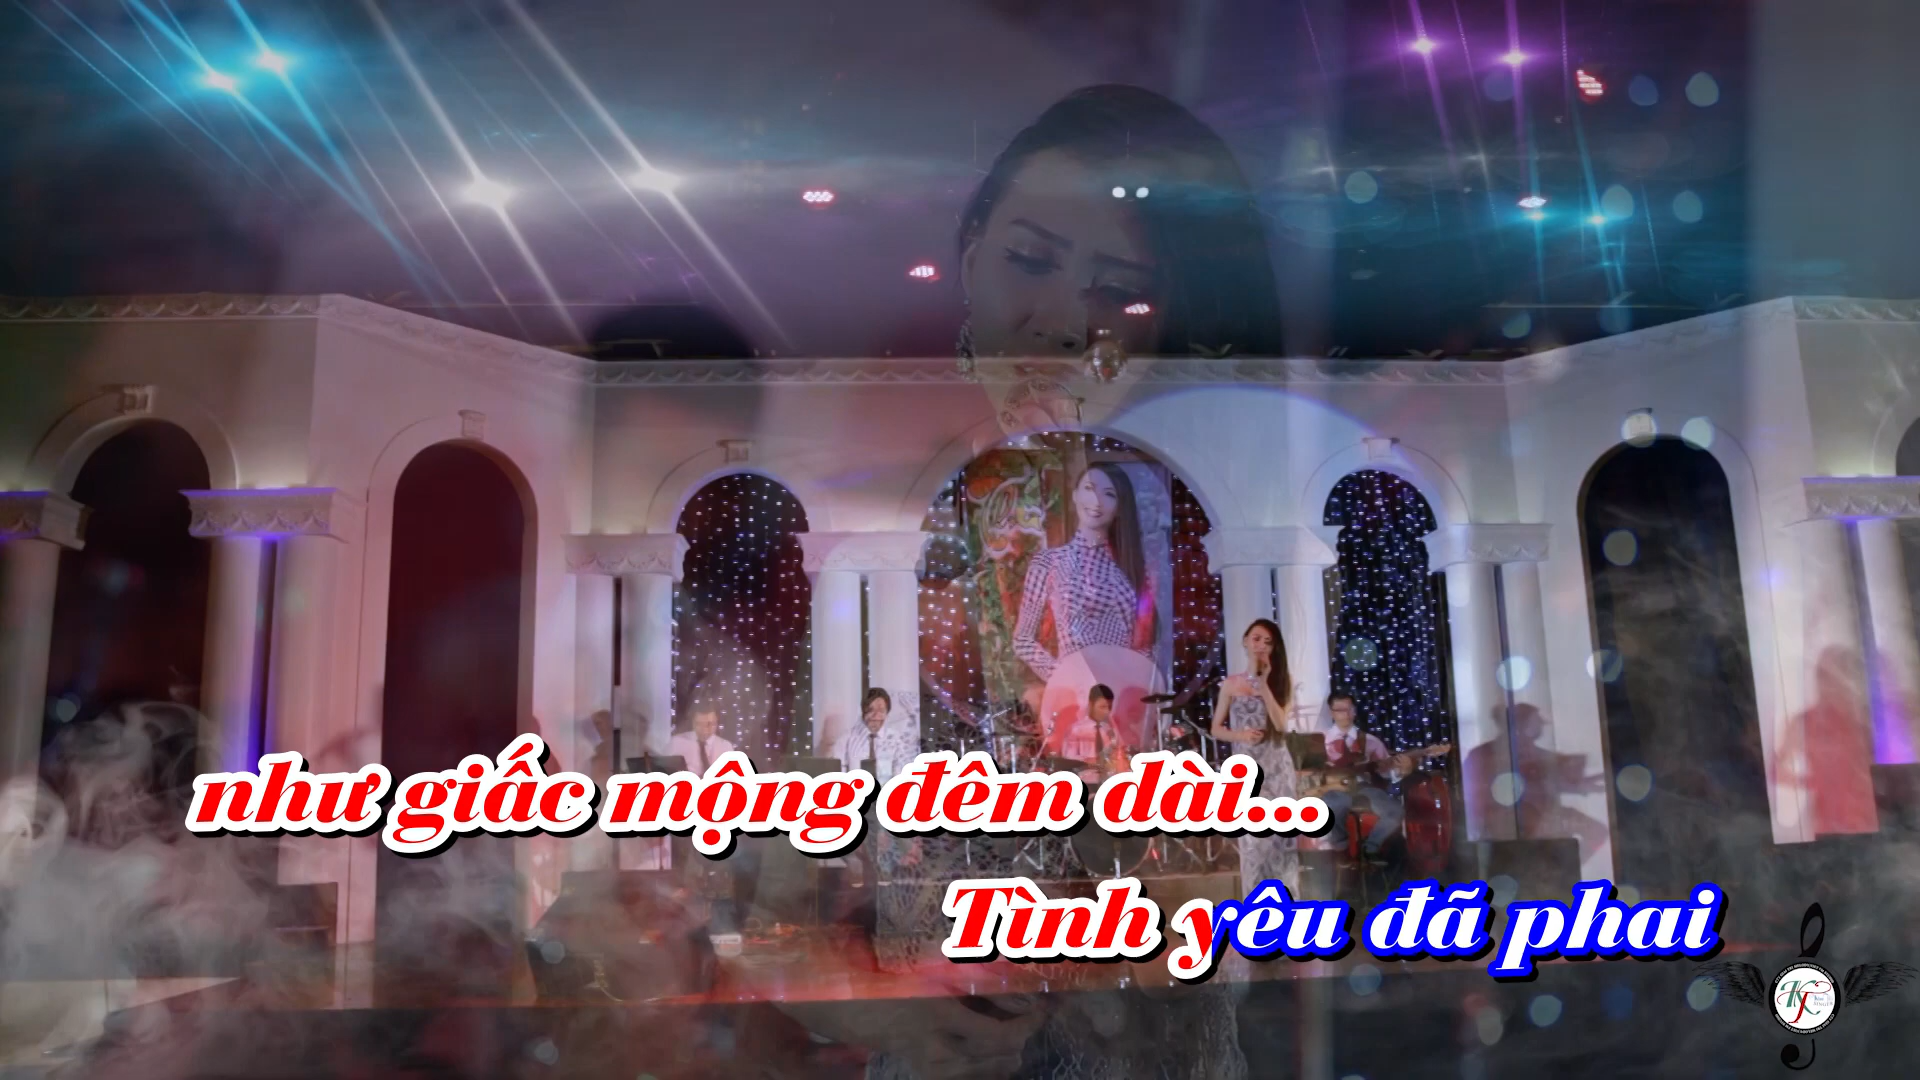 như giấc mộng đêm dài...
Tình yêu đã phai